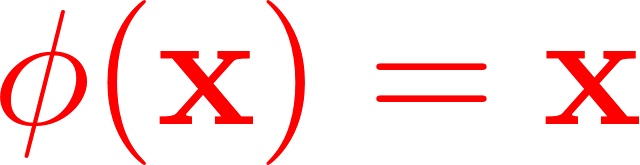 ϕ(𝐱) = 𝐱